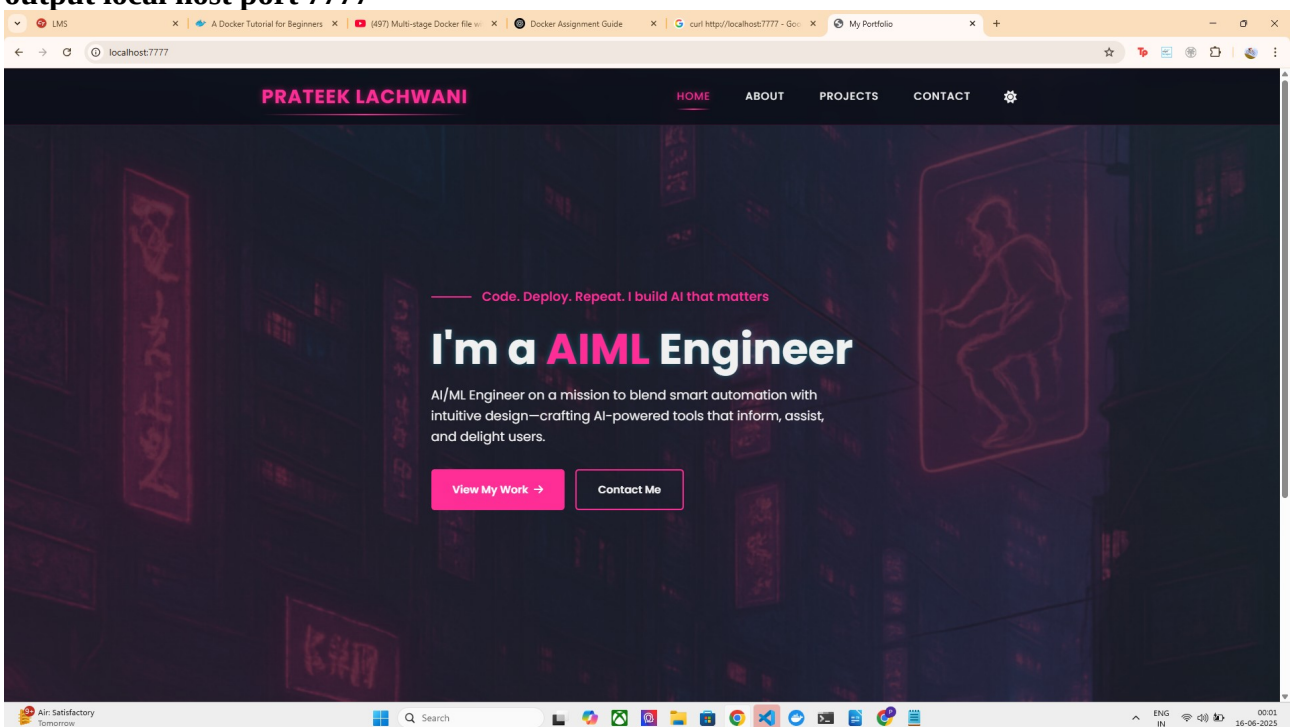 output local host port 7777
LMS
A Docker Tutorial for Beginners
(497) Multi-stage Docker file wi
Docker Assignment Guide
curl http://localhost:7777 - Goo
My Portfolio
localhost:7777
PRATEEK LACHWANI
HOME
ABOUT
PROJECTS
CONTACT
Code. Deploy. Repeat. I build AI that matters
I'm a AIML Engineer
AI/ML Engineer on a mission to blend smart automation with
intuitive design—crafting AI-powered tools that inform, assist,
and delight users.
View My Work →
Contact Me
Air: Satisfactory
Tomorrow
Search
ENG
IN
00:01
16-06-2025